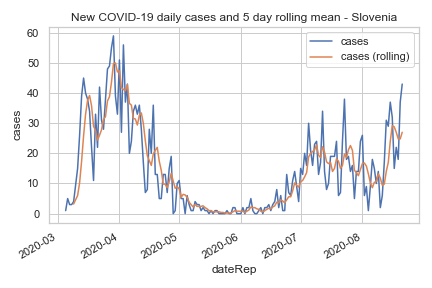 New COVID-19 daily cases and 5 day rolling mean - Slovenia
cases
cases (rolling)
60
50
40
30
20
10
0
cases
2020-03
2020-04
2020-05
2020-06
2020-07
2020-08
dateRep